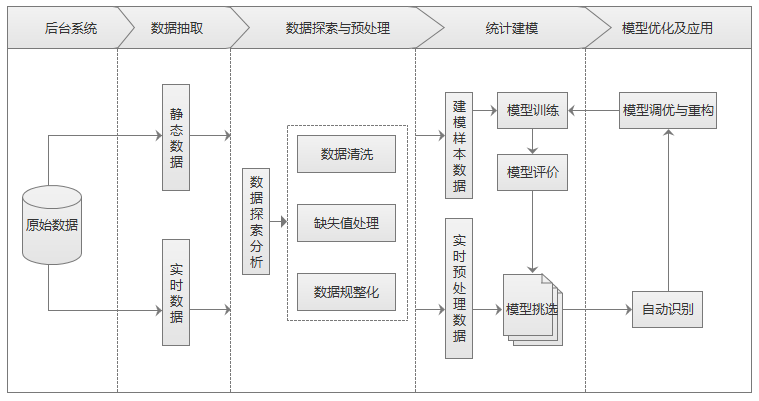 后台系统
数据抽取
数据探索与预处理
统计建模
模型优化及应用
原始数据
静态数据
实时数据
数据探索分析
数据清洗
缺失值处理
数据规整化
建模样本数据
实时预处理数据
模型训练
模型评价
模型挑选
模型调优与重构
自动识别